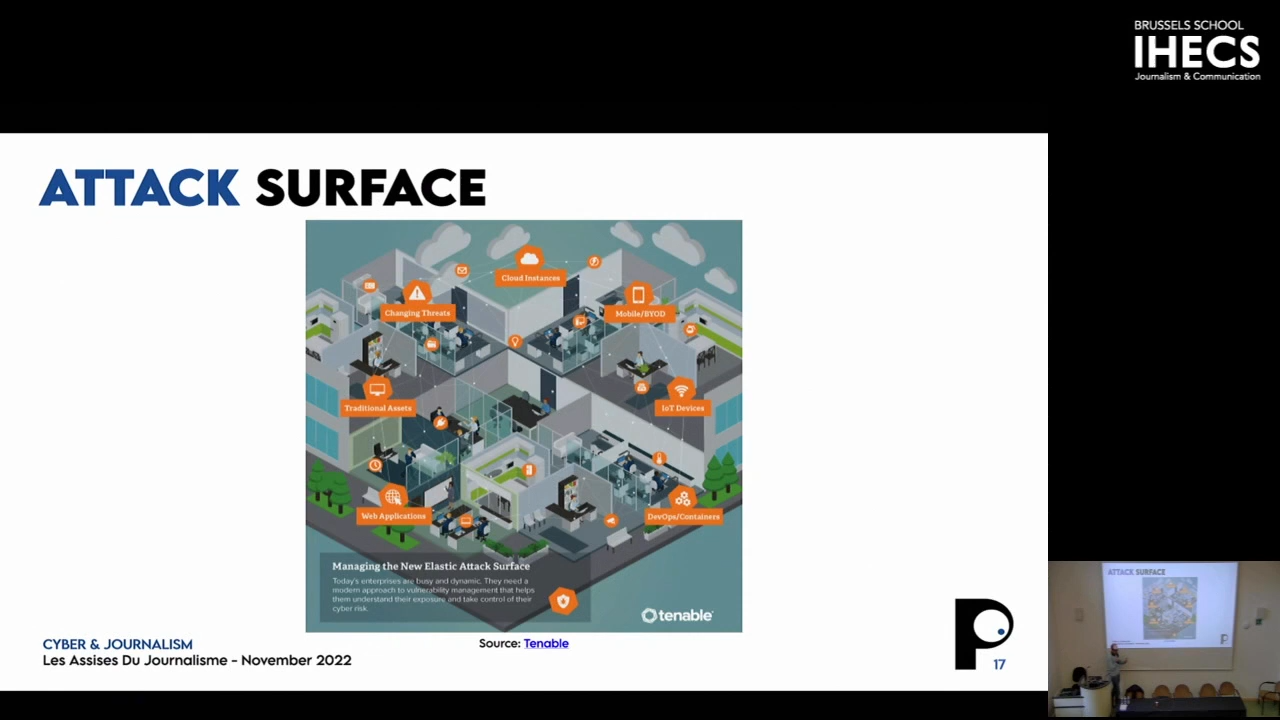 BRUSSELS SCHOOL
IHECS
Journalism & Communication
ATTACK SURFACE
Cloud Instances
Changing Threats
Mobile/BYOD
Traditional Assets
IoT Devices
Web Applications
DevOps/Containers
Managing the New Elastic Attack Surface
Today's enterprises are busy and dynamic. They need a
modern approach to vulnerability management that helps
them understand their exposure and take control of their
cyber risk.
tenable
Source: Tenable
CYBER & JOURNALISM
Les Assises Du Journalisme - November 2022
P
17
ATTACK SURFACE